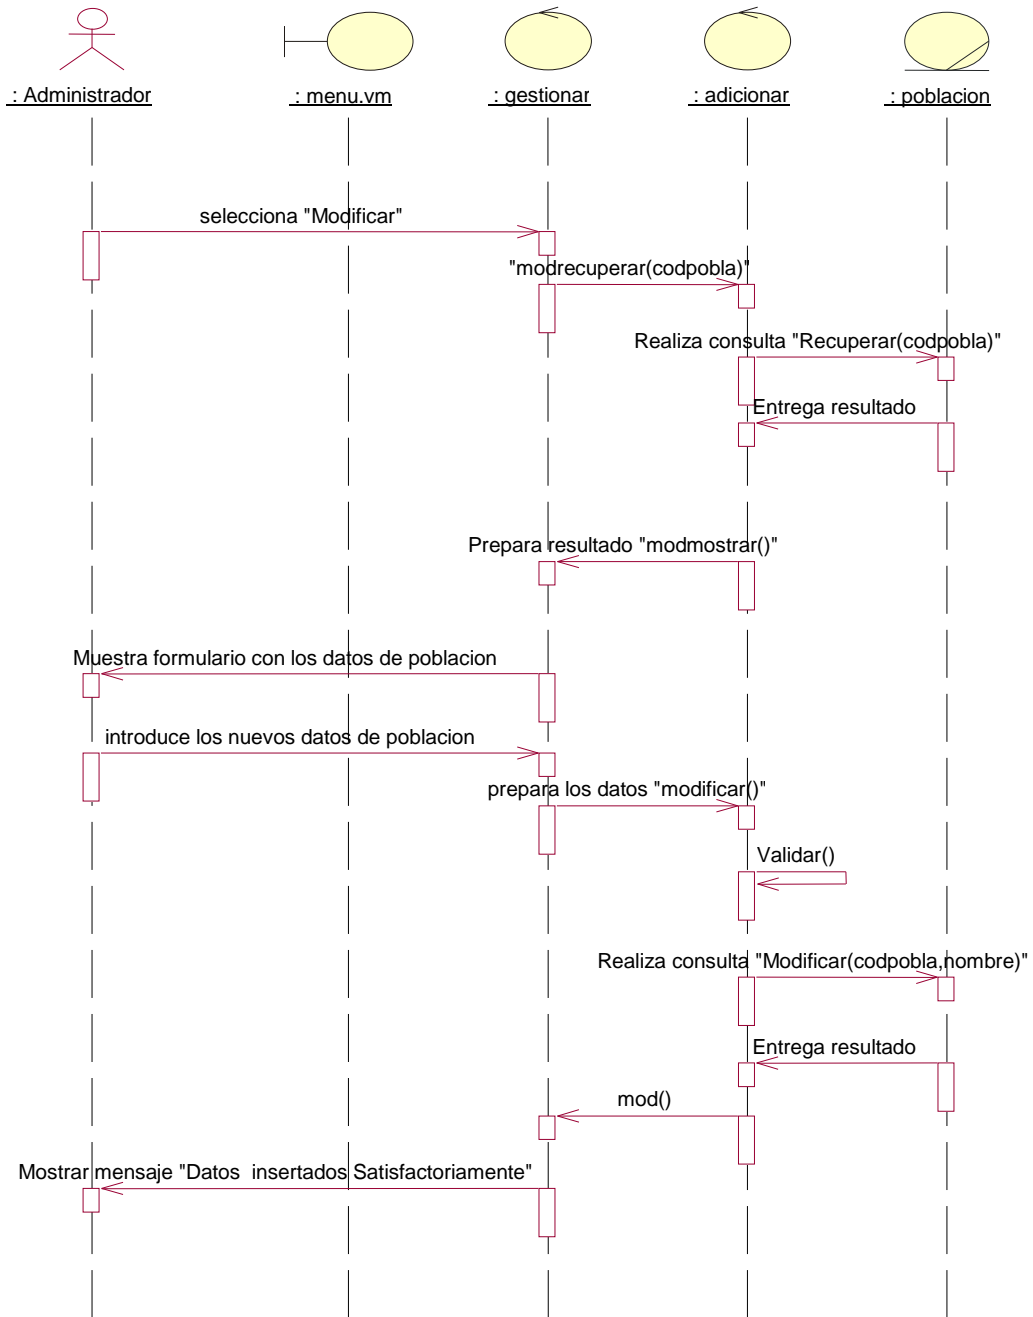 : Administrador
: menu.vm
: gestionar
: adicionar
: poblacion
selecciona "Modificar"
"modrecuperar(codpobla)"
Realiza consulta "Recuperar(codpobla)"
Entrega resultado
Prepara resultado "modmostrar()"
Muestra formulario con los datos de poblacion
introduce los nuevos datos de poblacion
prepara los datos "modificar()"
Validar()
Realiza consulta "Modificar(codpobla,nombre)"
Entrega resultado
mod()
Mostrar mensaje "Datos  insertados Satisfactoriamente"